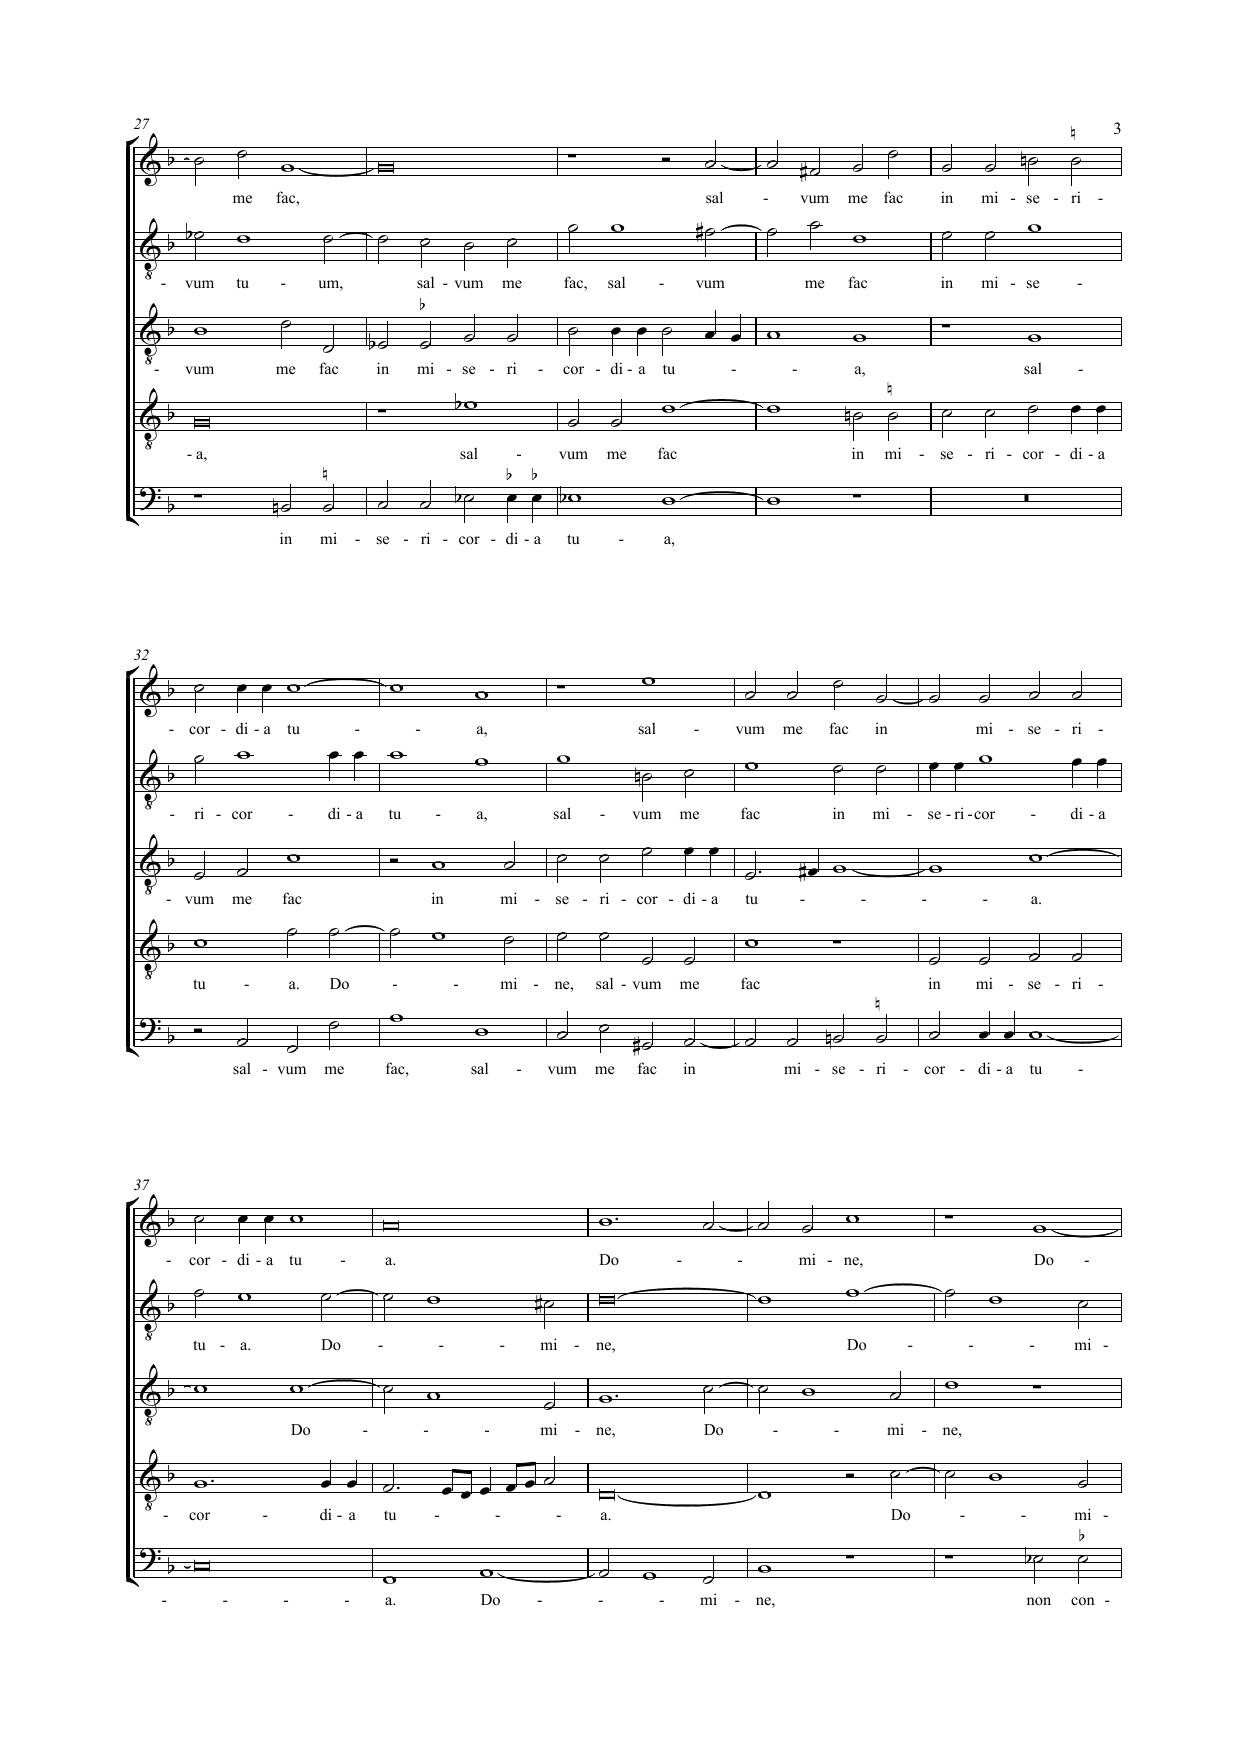 27
3
me fac, sal - vum me fac in mi - se - ri -
- vum tu - um, sal - vum me fac, sal - vum me fac in mi - se -
- vum me fac in mi - se - ri - cor - di - a tu - - a, sal -
- a, sal - vum me fac in mi - se - ri - cor - di - a
in mi - se - ri - cor - di - a tu - a,
32
- cor - di - a tu - - a, sal - vum me fac in mi - se - ri -
- ri - cor - di - a tu - a, sal - vum me fac in mi - se - ri - cor - di - a
- vum me fac in mi - se - ri - cor - di - a tu - - - - a.
tu - a. Do - - mi - ne, sal - vum me fac in mi - se - ri -
sal - vum me fac, sal - vum me fac in mi - se - ri - cor - di - a tu -
37
- cor - di - a tu - a. Do - - mi - ne, Do -
tu - a. Do - - - mi - ne, Do - - - mi -
Do - - - mi - ne, Do - - mi - ne,
- cor - di - a tu - - - - a. Do - - mi -
- - - - a. Do - - - mi - ne, non con -